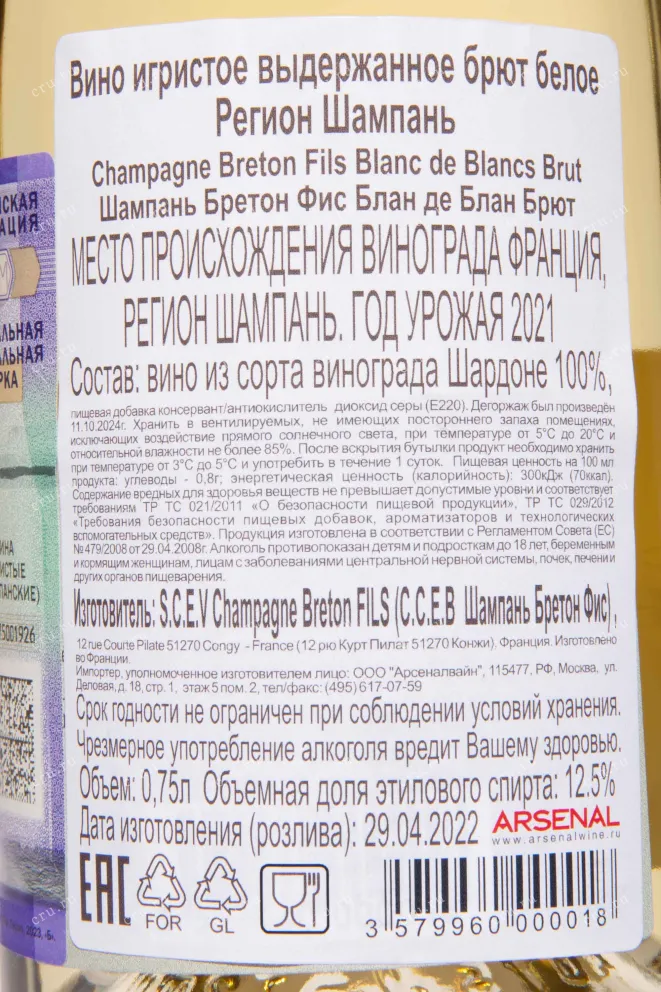 Вино игристое выдержанное брют белое
Регион Шампань
Champagne Breton Fils Blanc de Blancs Brut
Шампань Бретон Фис Блан де Блан Брют
МЕСТО ПРОИСХОЖДЕНИЯ ВИНОГРАДА ФРАНЦИЯ,
РЕГИОН ШАМПАНЬ. ГОД УРОЖАЯ 2021
Состав: вино из сорта винограда Шардоне 100%,
пищевая добавка консервант/антиокислитель диоксид серы (Е220). Дегоржаж был произведён
11.10.2024г. Хранить в вентилируемых, не имеющих постороннего запаха помещениях,
исключающих воздействие прямого солнечного света, при температуре от 5°С до 20°С и
относительной влажности не более 85%. После вскрытия бутылки продукт необходимо хранить
при температуре от 3°С до 5°С и употребить в течение 1 суток. Пищевая ценность на 100 мл
продукта: углеводы - 0,8г; энергетическая ценность (калорийность): 300кДж (70ккал).
Содержание вредных для здоровья веществ не превышает допустимые уровни и соответствует
требованиям ТР ТС 021/2011 «О безопасности пищевой продукции», ТР ТС 029/2012
«Требования безопасности пищевых добавок, ароматизаторов и технологических
вспомогательных средств». Продукция изготовлена в соответствии с Регламентом Совета (ЕС)
№479/2008 от 29.04.2008г. Алкоголь противопоказан детям и подросткам до 18 лет, беременным
и кормящим женщинам, лицам с заболеваниями центральной нервной системы, почек, печени и
других органов пищеварения.
Изготовитель: S.C.E.V Champagne Breton FILS (С.С.Е.В Шампань Бретон Фис),
12 rue Courte Pilate 51270 Congy - France (12 рю Курт Пилат 51270 Конжи), Франция. Изготовлено
во Франции.
Импортер, уполномоченное изготовителем лицо: ООО "Арсеналвайн", 115477, РФ, Москва, ул.
Деловая, д.18, стр. 1, этаж 5 пом. 2, тел/факс: (495) 617-07-59
Срок годности не ограничен при соблюдении условий хранения.
Чрезмерное употребление алкоголя вредит Вашему здоровью.
Объем: 0,75л Объемная доля этилового спирта: 12.5%
Дата изготовления (розлива): 29.04.2022 ARSENAL
www.arsenalwine.ru
EAC
FOR GL
3 579960 000018
СКАЯ
АЦИЯ
АЛЬНАЯ
АЛЬНАЯ
РКА
ИНА
ИСТЫЕ
ПАНСКИЕ)
5001926
2023, «Б».
cru.ru